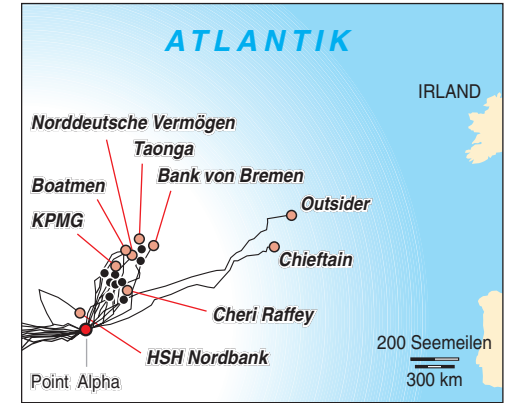 ATLANTIK
IRLAND
Norddeutsche Vermögen
Taonga
Bank von Bremen
Boatmen
KPMG
Outsider
Chieftain
Cheri Raffey
HSH Nordbank
Point Alpha
200 Seemeilen
300 km